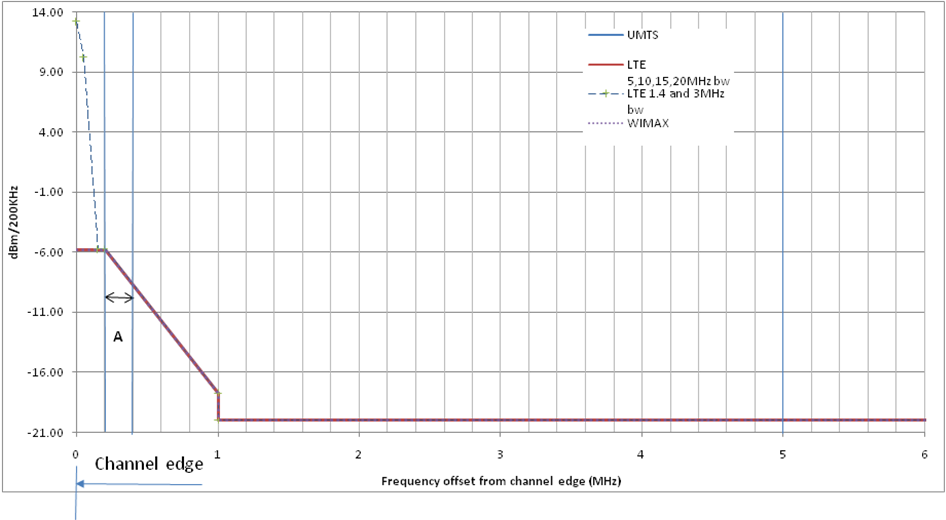 14.00
9.00
4.00
-1.00
-6.00
-11.00
-16.00
-21.00
dBm/200KHz
UMTS
LTE
5,10,15,20MHz bw
LTE 1.4 and 3MHz
bw
WIMAX
A
0 1 2 3 4 5 6
Channel edge
Frequency offset from channel edge (MHz)